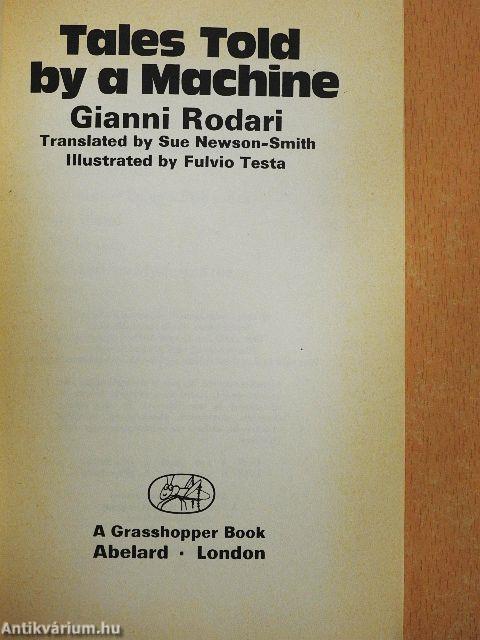 Tales Told
by a Machine
Gianni Rodari
Translated by Sue Newson-Smith
Illustrated by Fulvio Testa
A Grasshopper Book
Abelard · London
Antikvárium.hu